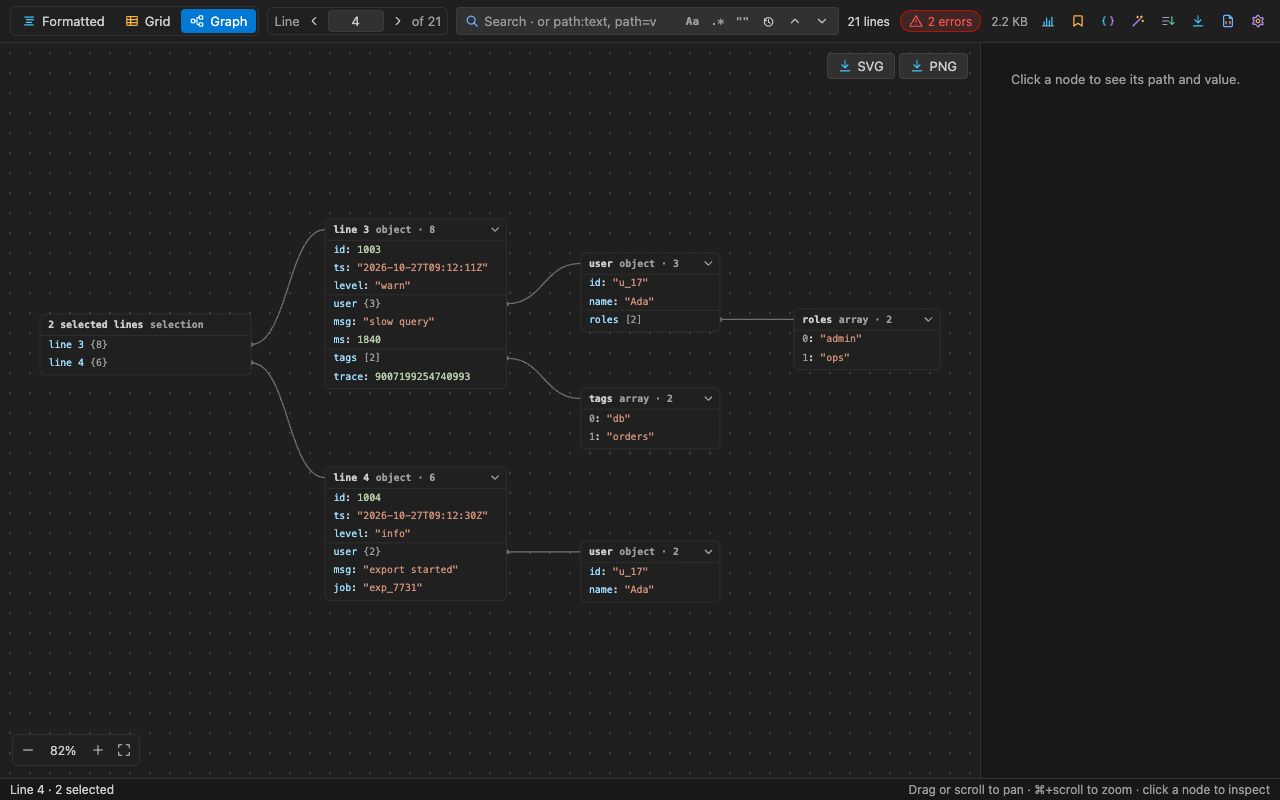 Formatted Grid Graph Line 4 of 21 Search · or path:text, path=v Aa .* "" 21 lines 2 errors 2.2 KB
SVG PNG
Click a node to see its path and value.
2 selected lines selection
line 3 {8}
line 4 {6}
line 3 object · 8
id: 1003
ts: "2026-10-27T09:12:11Z"
level: "warn"
user {3}
msg: "slow query"
ms: 1840
tags [2]
trace: 9007199254740993
user object · 3
id: "u_17"
name: "Ada"
roles [2]
roles array · 2
0: "admin"
1: "ops"
tags array · 2
0: "db"
1: "orders"
line 4 object · 6
id: 1004
ts: "2026-10-27T09:12:30Z"
level: "info"
user {2}
msg: "export started"
job: "exp_7731"
user object · 2
id: "u_17"
name: "Ada"
82%
Line 4 · 2 selected
Drag or scroll to pan · ⌘+scroll to zoom · click a node to inspect